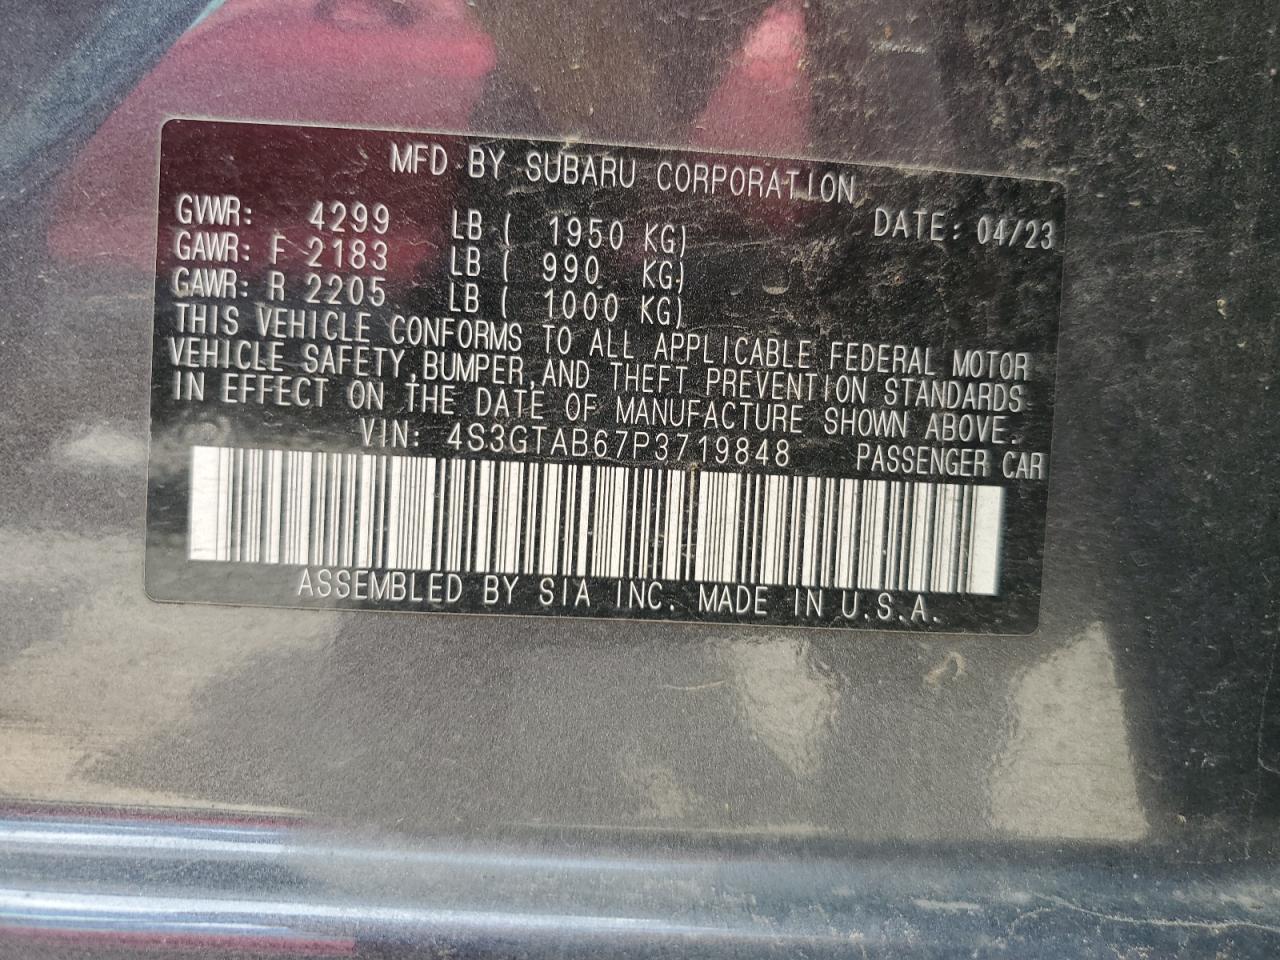 MFD BY SUBARU CORPORATION
DATE: 04/23
GVWR: 4299 LB ( 1950 KG)
GAWR: F 2183 LB ( 990 KG)
GAWR: R 2205 LB ( 1000 KG)
THIS VEHICLE CONFORMS TO ALL APPLICABLE FEDERAL MOTOR
VEHICLE SAFETY, BUMPER, AND THEFT PREVENTION STANDARDS
IN EFFECT ON THE DATE OF MANUFACTURE SHOWN ABOVE.
VIN: 4S3GTAB67P3719848 PASSENGER CAR
ASSEMBLED BY SIA INC. MADE IN U.S.A.